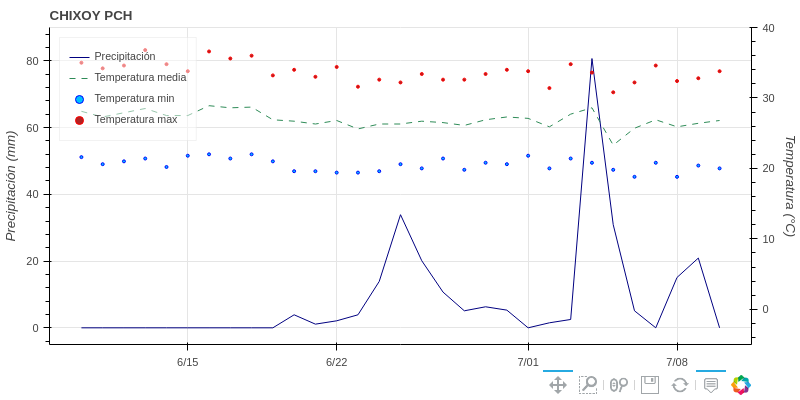 CHIXOY PCH
Precipitación
Temperatura media
Temperatura min
Temperatura max
Precipitación (mm)
80
60
40
20
0
40
30
20
10
0
Temperatura (°C)
6/15
6/22
7/01
7/08